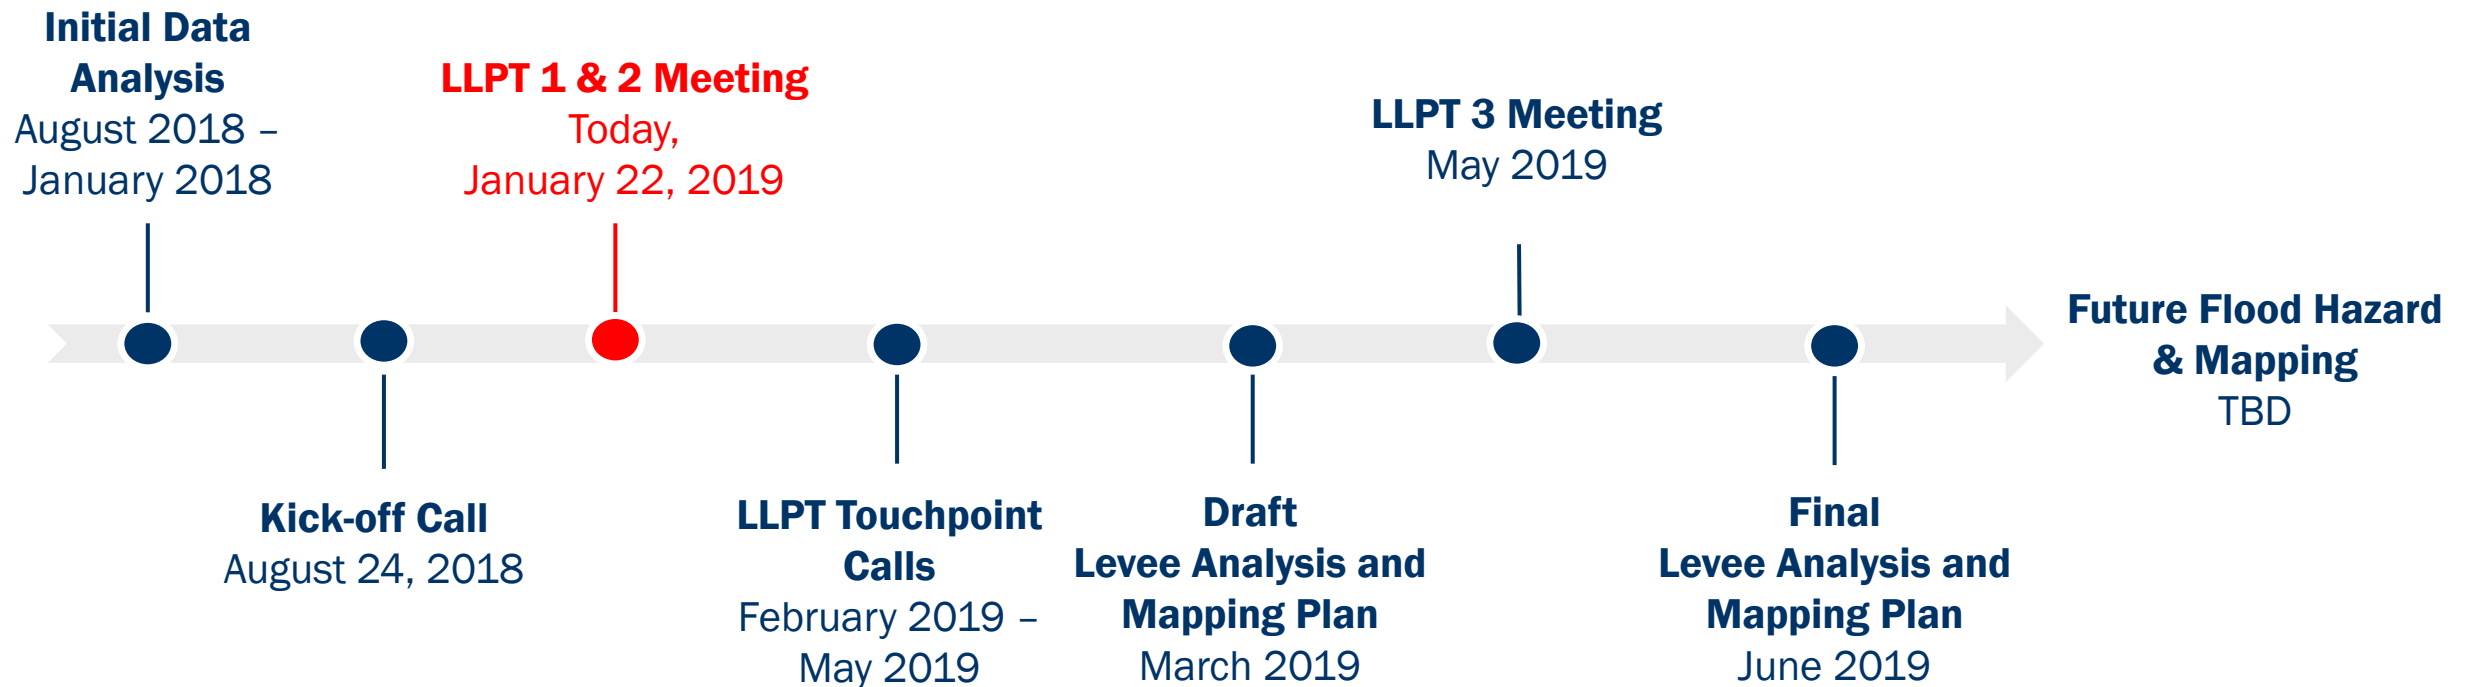 Initial Data
Analysis
August 2018 –
January 2018
Kick-off Call
August 24, 2018
LLPT 1 & 2 Meeting
Today,
January 22, 2019
LLPT Touchpoint
Calls
February 2019 –
May 2019
Draft
Levee Analysis and
Mapping Plan
March 2019
LLPT 3 Meeting
May 2019
Final
Levee Analysis and
Mapping Plan
June 2019
Future Flood Hazard
& Mapping
TBD